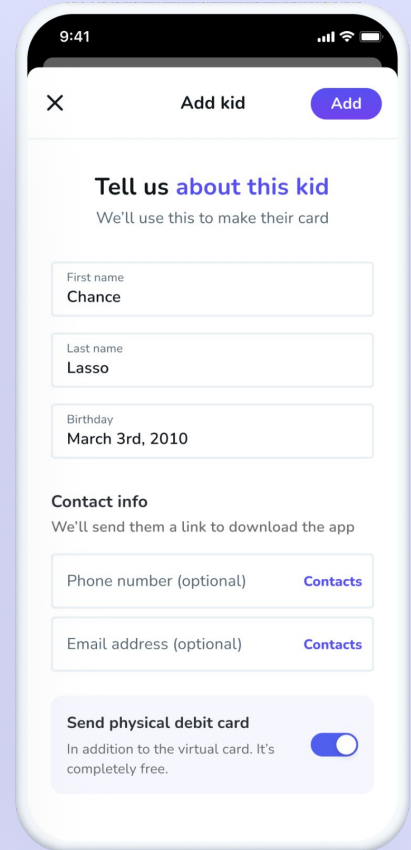 9:41
Add kid
Add
Tell us about this kid
We'll use this to make their card
First name
Chance
Last name
Lasso
Birthday
March 3rd, 2010
Contact info
We'll send them a link to download the app
Phone number (optional) Contacts
Email address (optional) Contacts
Send physical debit card
In addition to the virtual card. It's
completely free.